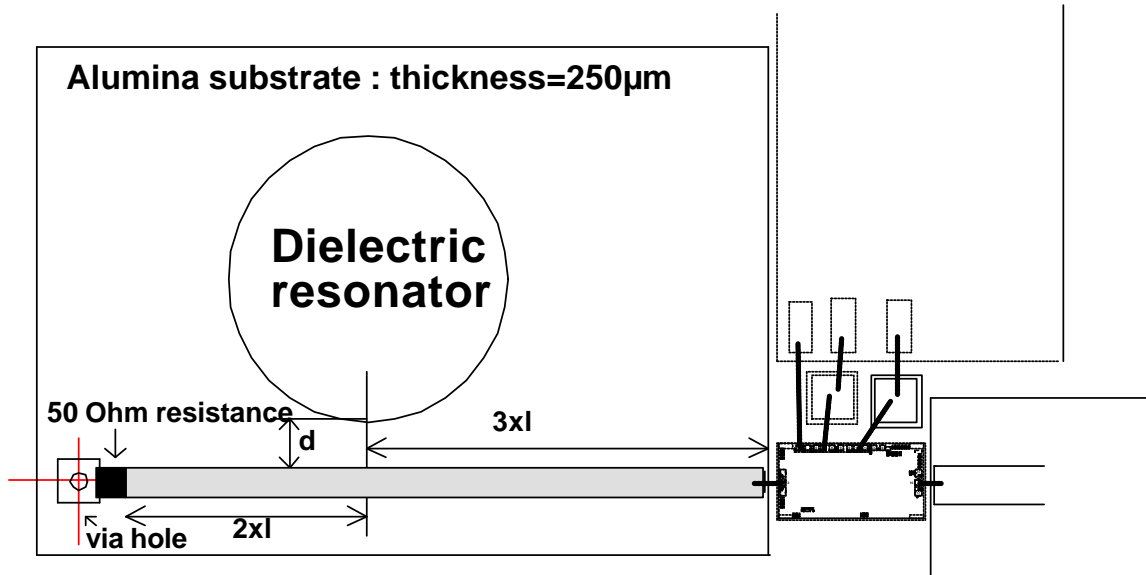 Alumina substrate : thickness=250µm
Dielectric
resonator
50 Ohm resistance
d
3xl
2xl
via hole